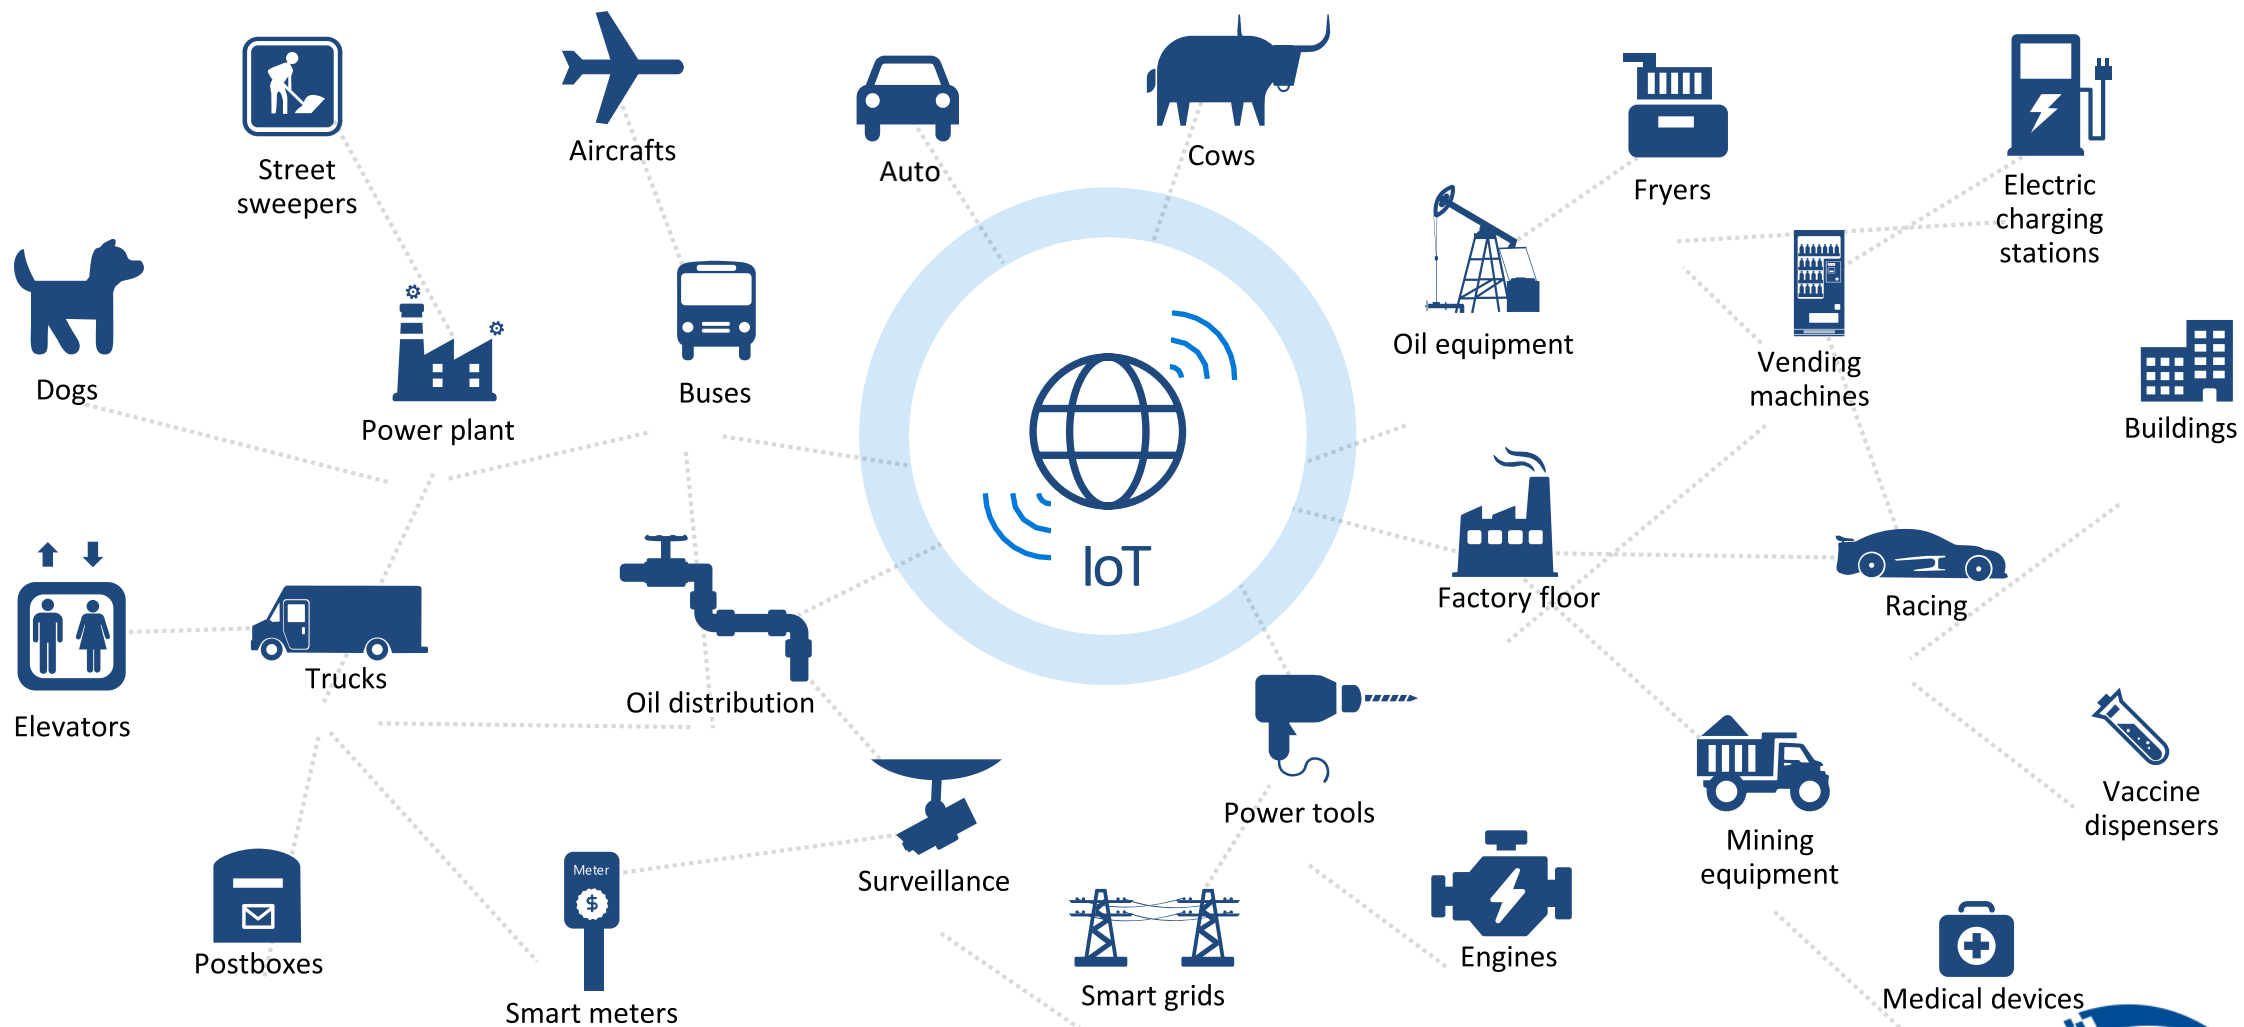 Street
sweepers
Aircrafts
Auto
Cows
Fryers
Electric
charging
stations
Dogs
Power plant
Buses
Oil equipment
Vending
machines
Buildings
IoT
Elevators
Trucks
Oil distribution
Factory floor
Racing
Power tools
Mining
equipment
Vaccine
dispensers
Postboxes
Meter
$
Smart meters
Surveillance
Smart grids
Engines
Medical devices